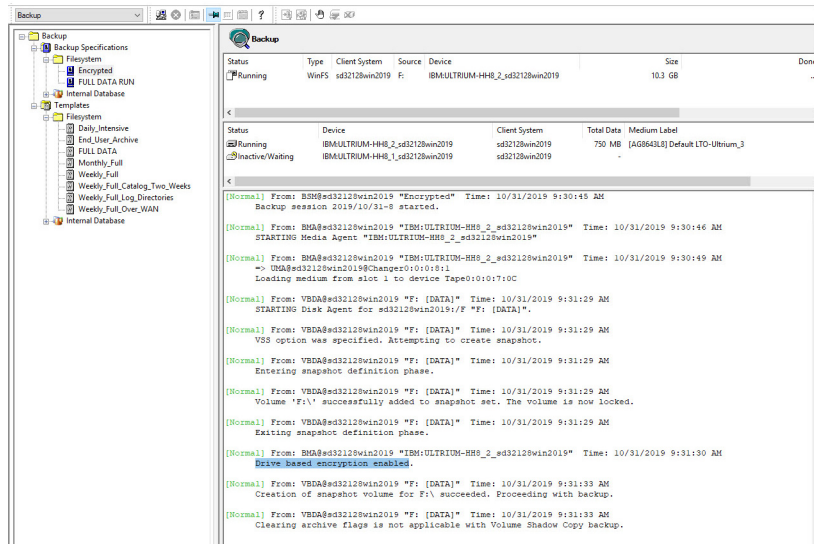 Backup
Backup
Backup Specifications
Filesystem
Encrypted
FULL DATA RUN
Internal Database
Templates
Filesystem
Daily_Intensive
End_User_Archive
FULL DATA
Monthly_Full
Weekly_Full
Weekly_Full_Catalog_Two_Weeks
Weekly_Full_Log_Directories
Weekly_Full_Over_WAN
Internal Database
Backup
Status Type Client System Source Device Size Done
Running WinFS sd32128win2019 F: IBM:ULTRIUM-HH8_2_sd32128win2019 10.3 GB ..
Status Device Client System Total Data Medium Label
Running IBM:ULTRIUM-HH8_2_sd32128win2019 sd32128win2019 750 MB [AG8643L8] Default LTO-Ultrium_3
Inactive/Waiting IBM:ULTRIUM-HH8_1_sd32128win2019 sd32128win2019 -
[Normal] From: BSM@sd32128win2019 "Encrypted" Time: 10/31/2019 9:30:45 AM
Backup session 2019/10/31-8 started.
[Normal] From: BMA@sd32128win2019 "IBM:ULTRIUM-HH8_2_sd32128win2019" Time: 10/31/2019 9:30:46 AM
STARTING Media Agent "IBM:ULTRIUM-HH8_2_sd32128win2019"
[Normal] From: BMA@sd32128win2019 "IBM:ULTRIUM-HH8_2_sd32128win2019" Time: 10/31/2019 9:30:49 AM
=> UMA@sd32128win2019@Changer0:0:0:8:1
Loading medium from slot 1 to device Tape0:0:0:7:0C
[Normal] From: VBDA@sd32128win2019 "F: [DATA]" Time: 10/31/2019 9:31:29 AM
STARTING Disk Agent for sd32128win2019:/F "F: [DATA]".
[Normal] From: VBDA@sd32128win2019 "F: [DATA]" Time: 10/31/2019 9:31:29 AM
VSS option was specified. Attempting to create snapshot.
[Normal] From: VBDA@sd32128win2019 "F: [DATA]" Time: 10/31/2019 9:31:29 AM
Entering snapshot definition phase.
[Normal] From: VBDA@sd32128win2019 "F: [DATA]" Time: 10/31/2019 9:31:29 AM
Volume 'F:\' successfully added to snapshot set. The volume is now locked.
[Normal] From: VBDA@sd32128win2019 "F: [DATA]" Time: 10/31/2019 9:31:29 AM
Exiting snapshot definition phase.
[Normal] From: BMA@sd32128win2019 "IBM:ULTRIUM-HH8_2_sd32128win2019" Time: 10/31/2019 9:31:30 AM
Drive based encryption enabled.
[Normal] From: VBDA@sd32128win2019 "F: [DATA]" Time: 10/31/2019 9:31:33 AM
Creation of snapshot volume for F:\ succeeded. Proceeding with backup.
[Normal] From: VBDA@sd32128win2019 "F: [DATA]" Time: 10/31/2019 9:31:33 AM
Clearing archive flags is not applicable with Volume Shadow Copy backup.